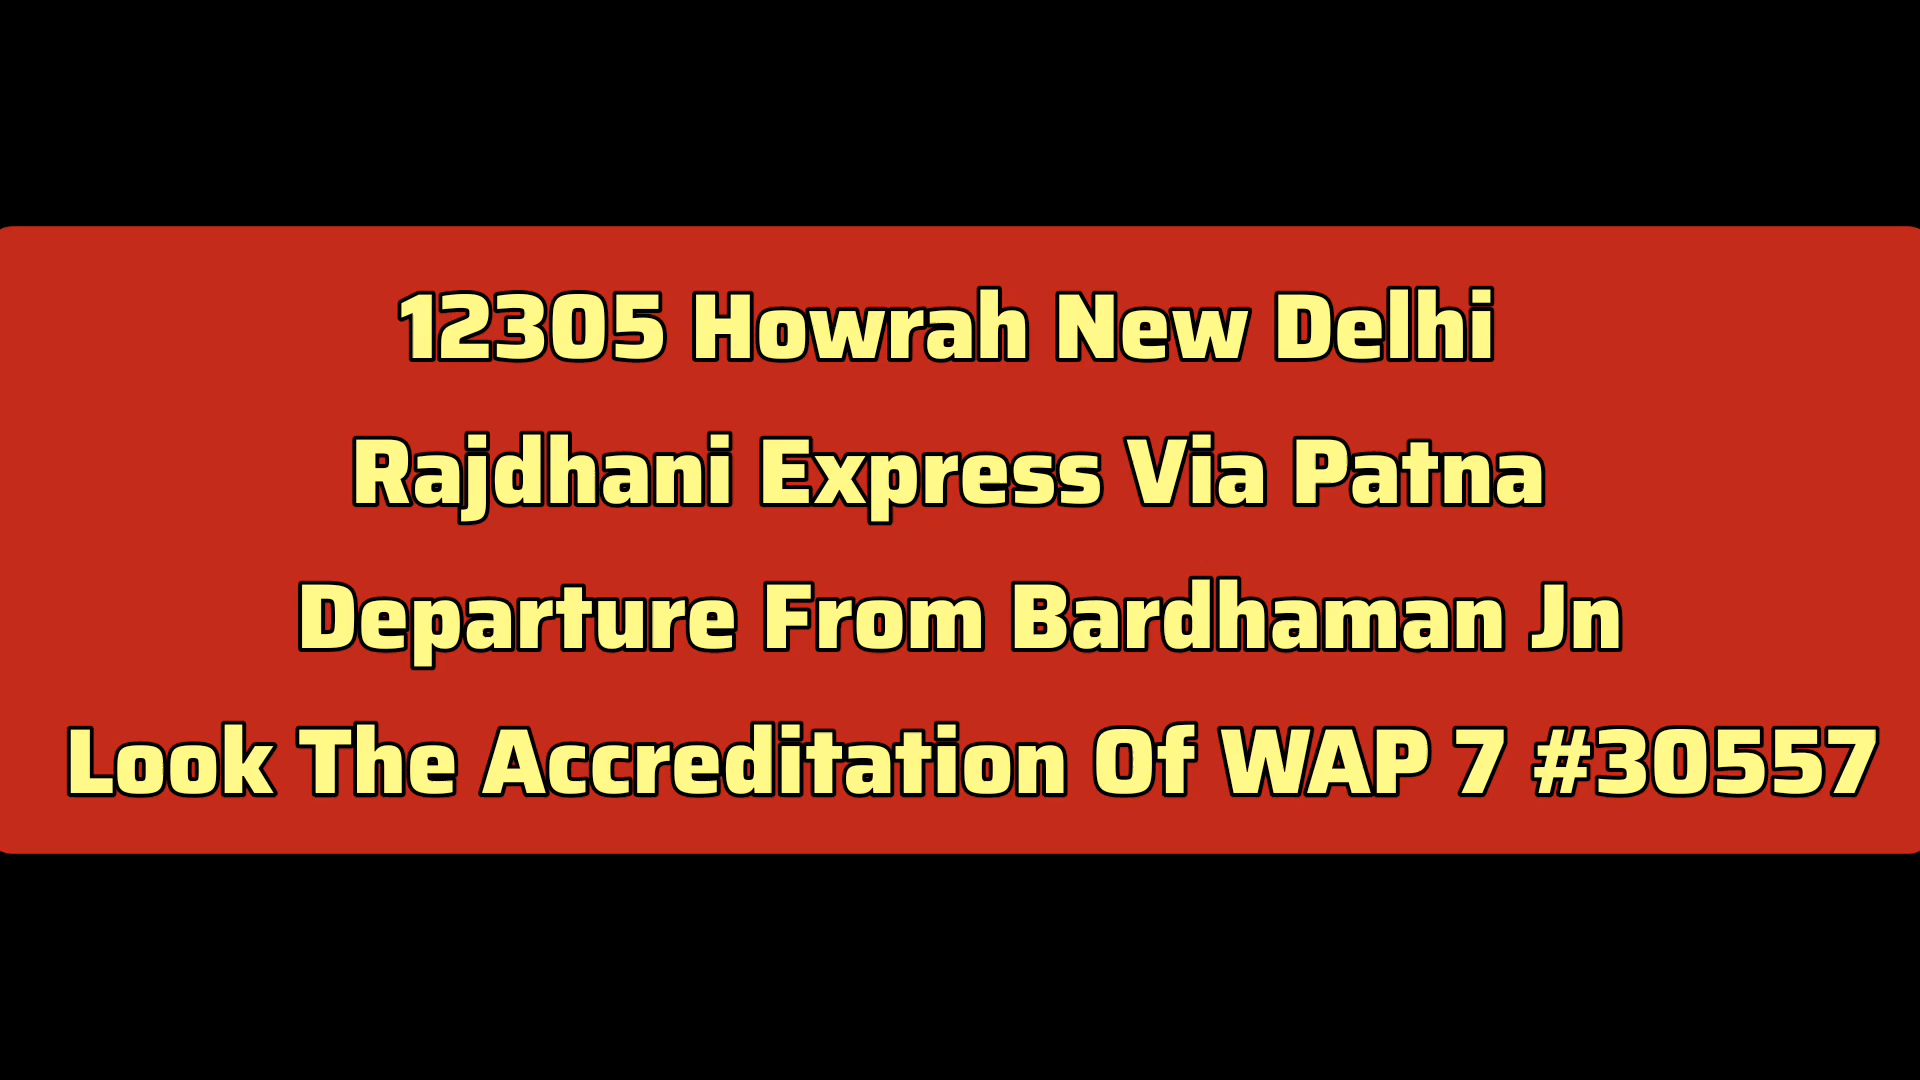 12305 Howrah New Delhi
Rajdhani Express Via Patna
Departure From Bardhaman Jn
Look The Accreditation Of WAP 7 #30557